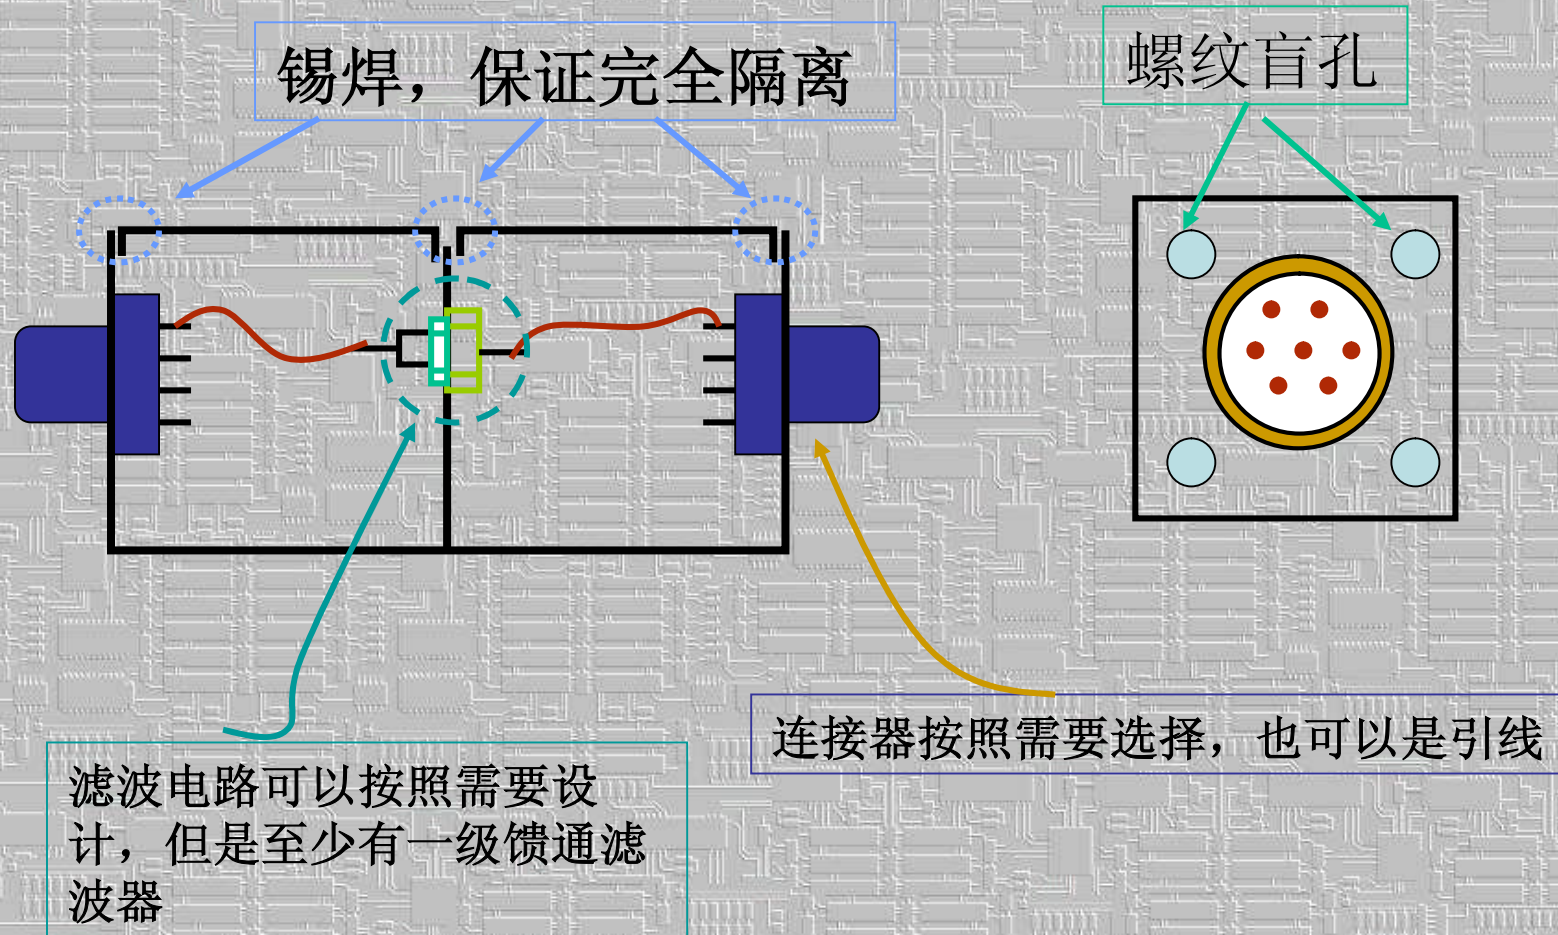 锡焊，保证完全隔离
螺纹盲孔
连接器按照需要选择，也可以是引线
滤波电路可以按照需要设
计，但是至少有一级馈通滤
波器